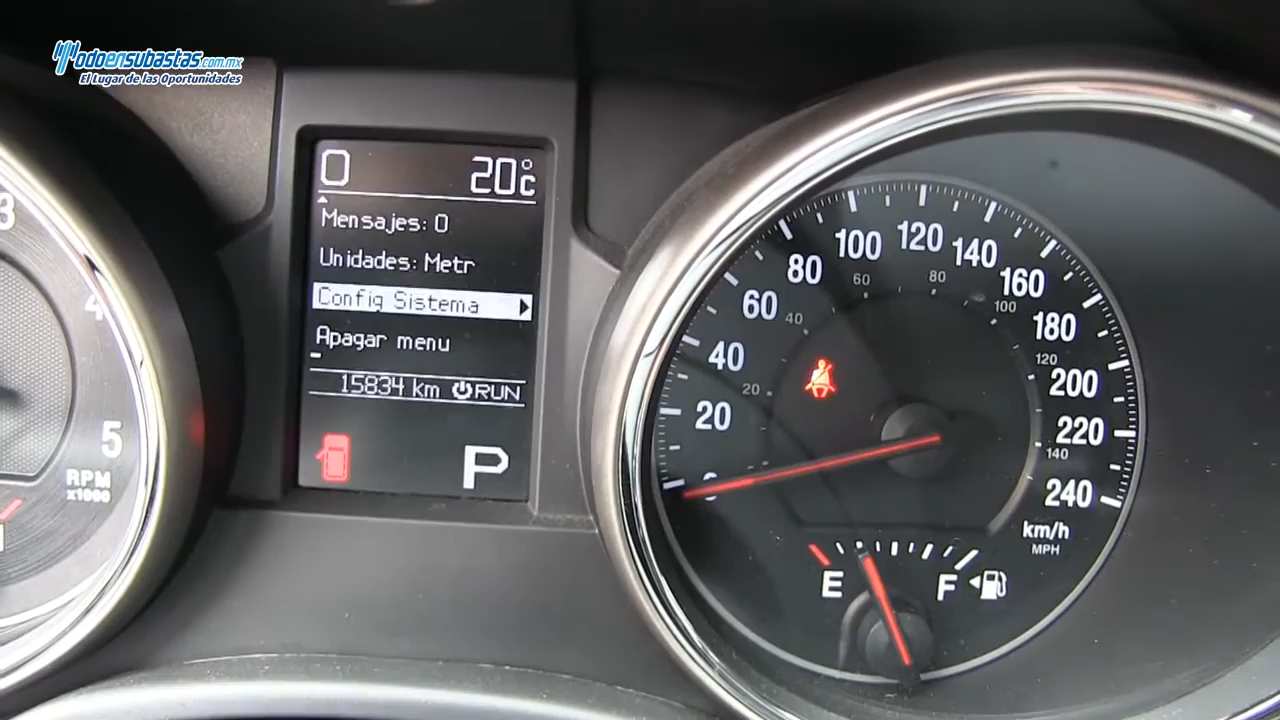 Todoensubastas.com.mx
El Lugar de las Oportunidades
0 20°C
Mensajes: 0
Unidades: Metr
Config Sistema
Apagar menu
15834 km RUN
P
3
4
5
RPM
x1000
0
20
40
60
80
100
120
140
160
180
200
220
240
20
40
60
80
100
120
140
km/h
MPH
E F